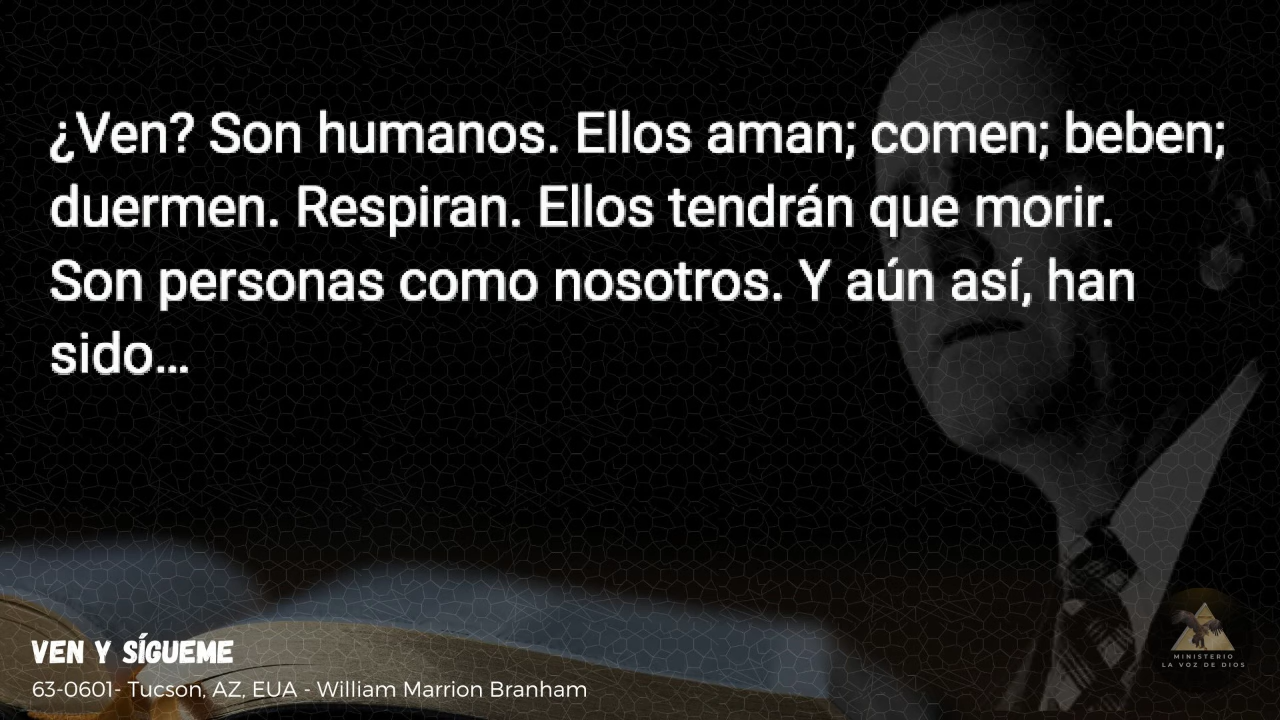 ¿Ven? Son humanos. Ellos aman; comen; beben;
duermen. Respiran. Ellos tendrán que morir.
Son personas como nosotros. Y aún así, han
sido...
VEN Y SÍGUEME
63-0601- Tucson, AZ, EUA - William Marrion Branham
MINISTERIO
LA VOZ DE DIOS